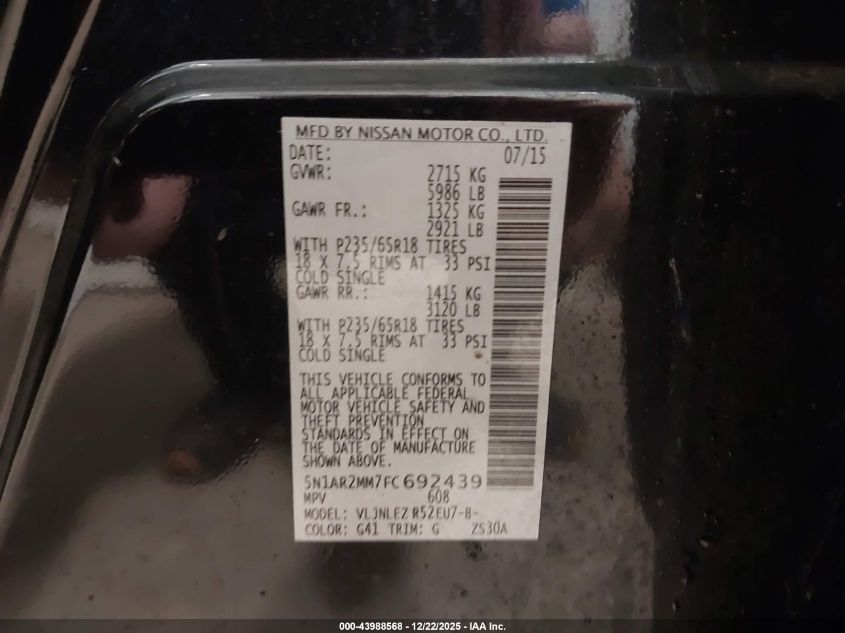 MFD BY NISSAN MOTOR CO., LTD.
DATE: 07/15
GVWR: 2715 KG
5986 LB
GAWR FR.: 1325 KG
2921 LB
WITH P235/65R18 TIRES
18 X 7.5 RIMS AT 33 PSI
COLD SINGLE
GAWR RR.: 1415 KG
3120 LB
WITH P235/65R18 TIRES
18 X 7.5 RIMS AT 33 PSI
COLD SINGLE
THIS VEHICLE CONFORMS TO
ALL APPLICABLE FEDERAL
MOTOR VEHICLE SAFETY AND
THEFT PREVENTION
STANDARDS IN EFFECT ON
THE DATE OF MANUFACTURE
SHOWN ABOVE.
5N1AR2MM7FC692439
MPV 608
MODEL: VLJNLEZ R52EU7-B-
COLOR: G41 TRIM: G ZS30A
000-43988568 - 12/22/2025 - IAA Inc.